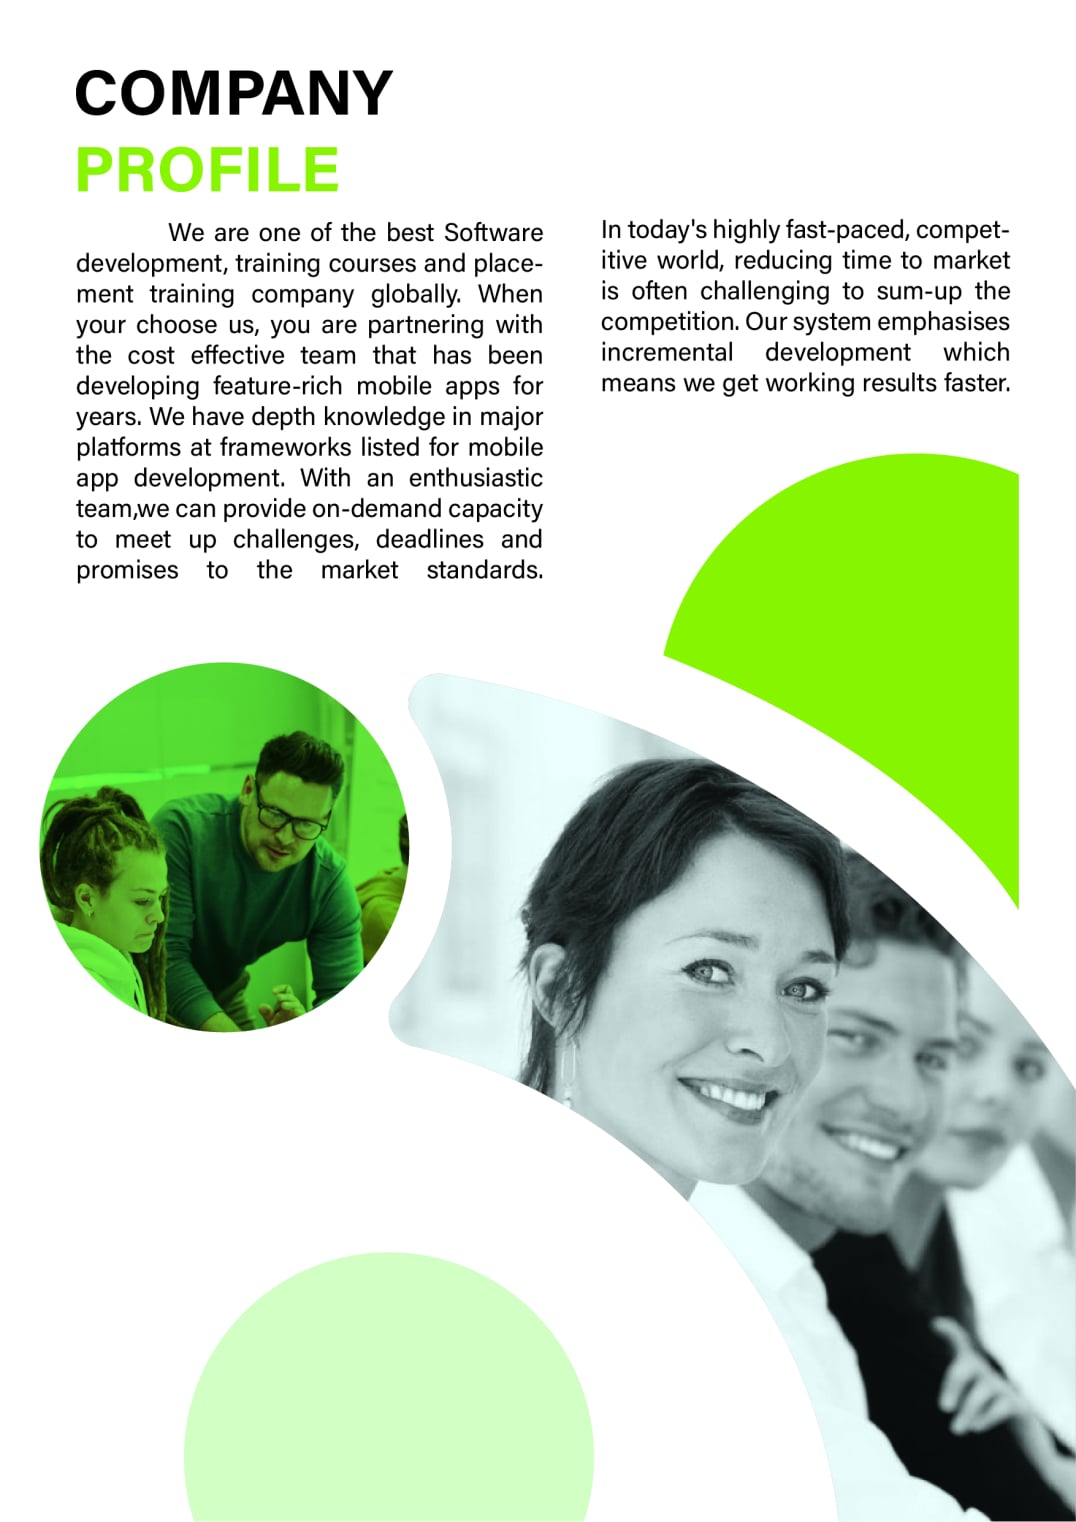 COMPANY
PROFILE
We are one of the best Software
development, training courses and place-
ment training company globally. When
your choose us, you are partnering with
the cost effective team that has been
developing feature-rich mobile apps for
years. We have depth knowledge in major
platforms at frameworks listed for mobile
app development. With an enthusiastic
team,we can provide on-demand capacity
to meet up challenges, deadlines and
promises to the market standards.
In today's highly fast-paced, compet-
itive world, reducing time to market
is often challenging to sum-up the
competition. Our system emphasises
incremental development which
means we get working results faster.